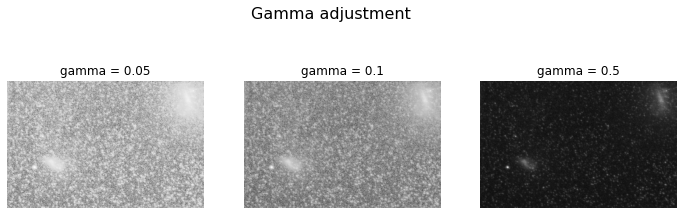 Gamma adjustment
gamma = 0.05
gamma = 0.1
gamma = 0.5